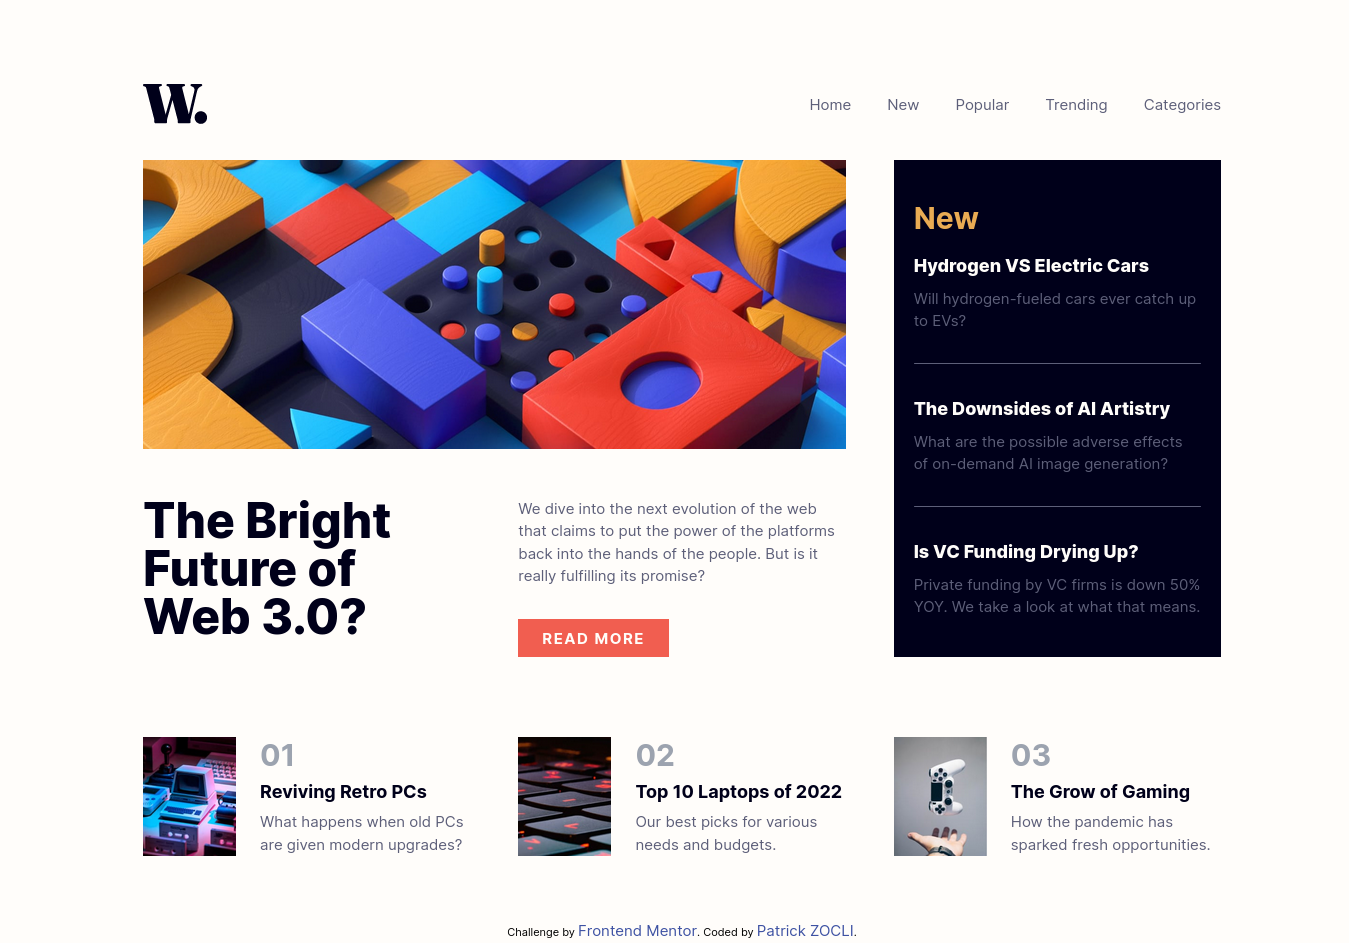 W.
Home New Popular Trending Categories
New
Hydrogen VS Electric Cars
Will hydrogen-fueled cars ever catch up
to EVs?
The Downsides of AI Artistry
What are the possible adverse effects
of on-demand AI image generation?
Is VC Funding Drying Up?
Private funding by VC firms is down 50%
YOY. We take a look at what that means.
The Bright
Future of
Web 3.0?
We dive into the next evolution of the web
that claims to put the power of the platforms
back into the hands of the people. But is it
really fulfilling its promise?
READ MORE
01
Reviving Retro PCs
What happens when old PCs
are given modern upgrades?
02
Top 10 Laptops of 2022
Our best picks for various
needs and budgets.
03
The Grow of Gaming
How the pandemic has
sparked fresh opportunities.
Challenge by Frontend Mentor. Coded by Patrick ZOCLI.